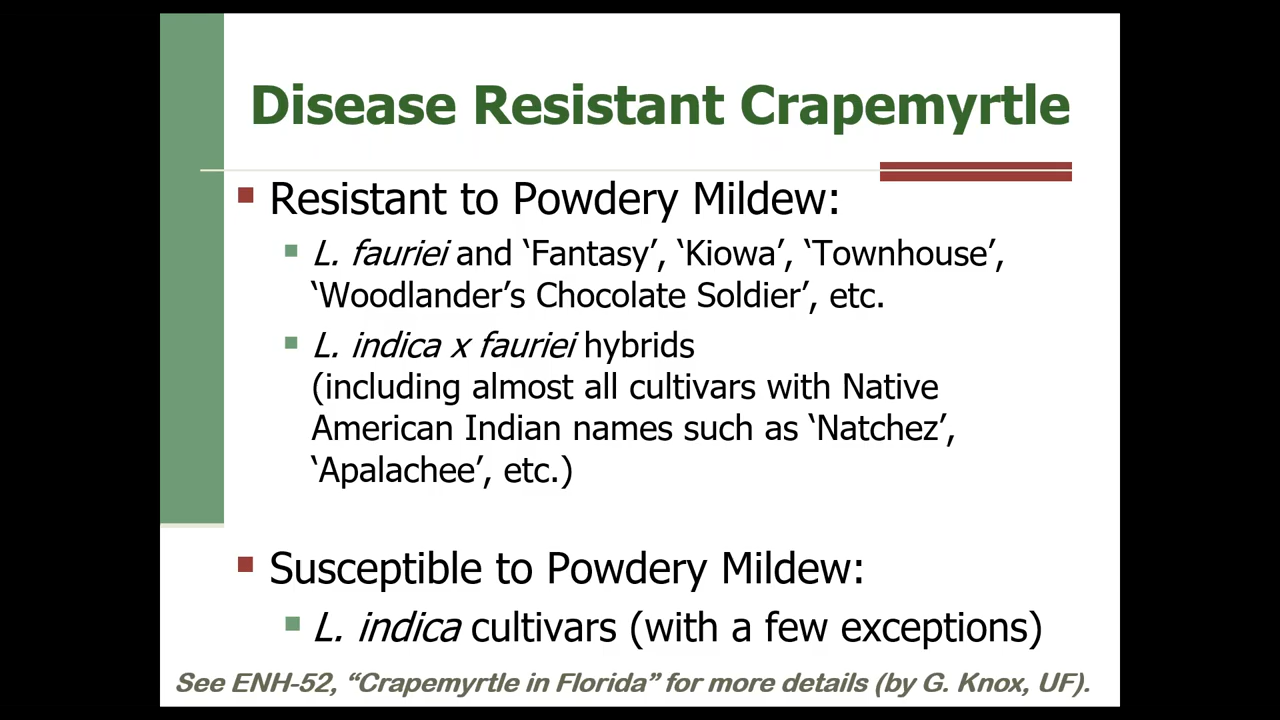 Disease Resistant Crapemyrtle
Resistant to Powdery Mildew:
L. fauriei and ‘Fantasy’, ‘Kiowa’, ‘Townhouse’,
‘Woodlander’s Chocolate Soldier’, etc.
L. indica x fauriei hybrids
(including almost all cultivars with Native
American Indian names such as ‘Natchez’,
‘Apalachee’, etc.)
Susceptible to Powdery Mildew:
L. indica cultivars (with a few exceptions)
See ENH-52, “Crapemyrtle in Florida” for more details (by G. Knox, UF).